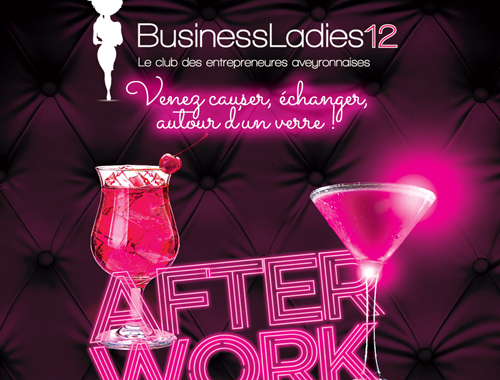 BusinessLadies12
Le club des entrepreneures aveyronnaises
Venez causer, échanger,
autour d'un verre !
AFTER
WORK